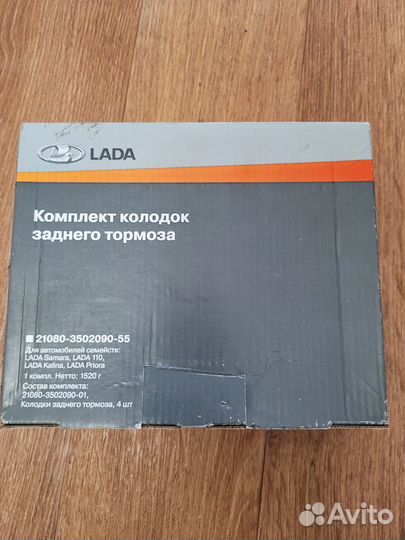 LADA
Комплект колодок
заднего тормоза
21080-3502090-55
Для автомобилей семейств:
LADA Samara, LADA 110,
LADA Kalina, LADA Priora
1 компл. Нетто: 1520 г
Состав комплекта:
21080-3502090-01,
Колодки заднего тормоза, 4 шт
Avito